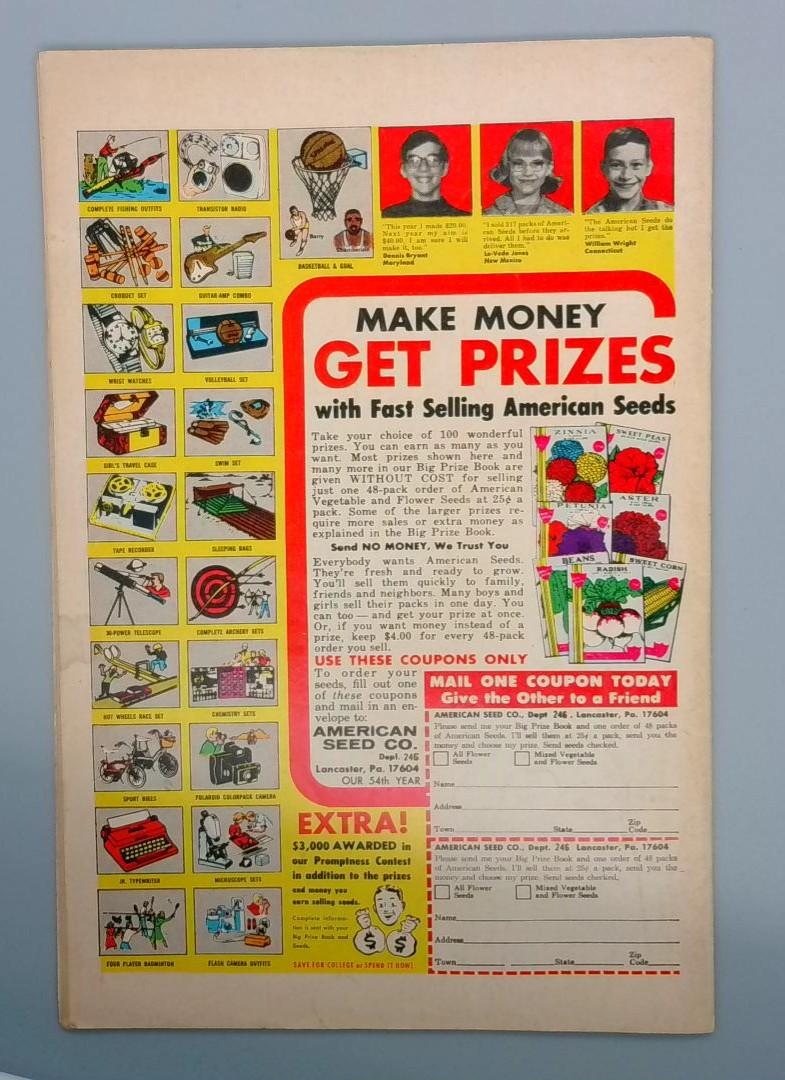 COMPLETE FISHING OUTFITS
TRANSISTOR RADIO
CROQUET SET
GUITAR-AMP COMBO
WRIST WATCHES
VOLLEYBALL SET
GIRL'S TRAVEL CASE
SWIM SET
TAPE RECORDER
SLEEPING BAGS
30-POWER TELESCOPE
COMPLETE ARCHERY SETS
HOT WHEELS RACE SET
CHEMISTRY SETS
SPORT BIKES
POLAROID COLORPACK CAMERA
JR. TYPEWRITER
MICROSCOPE SETS
FOUR PLAYER BADMINTON
FLASH CAMERA OUTFITS
SPALDING
Barry
Chamberlain
BASKETBALL & GOAL
"This year I made $20.00.
Next year my aim is
$40.00. I am sure I will
make it, too."
Dennis Bryant
Maryland
"I sold 317 packs of Ameri-
can Seeds before they ar-
rived. All I had to do was
deliver them."
La-Vada Jones
New Mexico
"The American Seeds do
the talking but I get the
prizes."
William Wright
Connecticut
MAKE MONEY
GET PRIZES
with Fast Selling American Seeds
Take your choice of 100 wonderful
prizes. You can earn as many as you
want. Most prizes shown here and
many more in our Big Prize Book are
given WITHOUT COST for selling
just one 48-pack order of American
Vegetable and Flower Seeds at 25¢ a
pack. Some of the larger prizes re-
quire more sales or extra money as
explained in the Big Prize Book.
Send NO MONEY, We Trust You
Everybody wants American Seeds.
They're fresh and ready to grow.
You'll sell them quickly to family,
friends and neighbors. Many boys and
girls sell their packs in one day. You
can too — and get your prize at once.
Or, if you want money instead of a
prize, keep $4.00 for every 48-pack
order you sell.
ZINNIA
SWEET PEAS
PETUNIA
ASTER
BEANS
RADISH
SWEET CORN
USE THESE COUPONS ONLY
To order your
seeds, fill out one
of these coupons
and mail in an en-
velope to:
AMERICAN
SEED CO.
Dept. 246
Lancaster, Pa. 17604
OUR 54th YEAR
MAIL ONE COUPON TODAY
Give the Other to a Friend
AMERICAN SEED CO., Dept 246, Lancaster, Pa. 17604
Please send me your Big Prize Book and one order of 48 packs
of American Seeds. I'll sell them at 25¢ a pack, send you the
money and choose my prize. Send seeds checked.
All Flower
Seeds
Mixed Vegetable
and Flower Seeds
Name
Address
Town State Zip Code
AMERICAN SEED CO., Dept. 246 Lancaster, Pa. 17604
Please send me your Big Prize Book and one order of 48 packs
of American Seeds. I'll sell them at 25¢ a pack, send you the
money and choose my prize. Send seeds checked.
All Flower
Seeds
Mixed Vegetable
and Flower Seeds
Name
Address
Town State Zip Code
EXTRA!
$3,000 AWARDED in
our Promptness Contest
in addition to the prizes
and money you
earn selling seeds.
Complete informa-
tion is sent with your
Big Prize Book and
Seeds.
$ $
SAVE FOR COLLEGE or SPEND IT NOW!